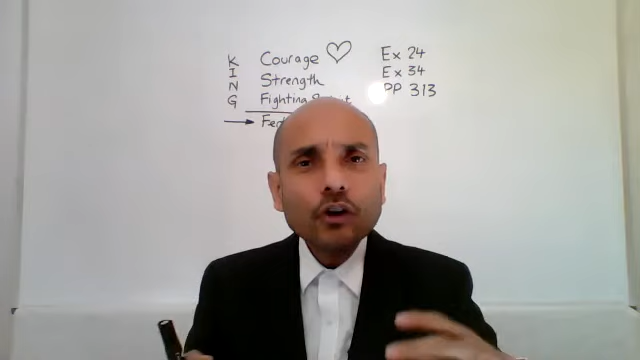 K
I
N
G
Courage
Strength
Fighting
Ex 24
Ex 34
PP 313